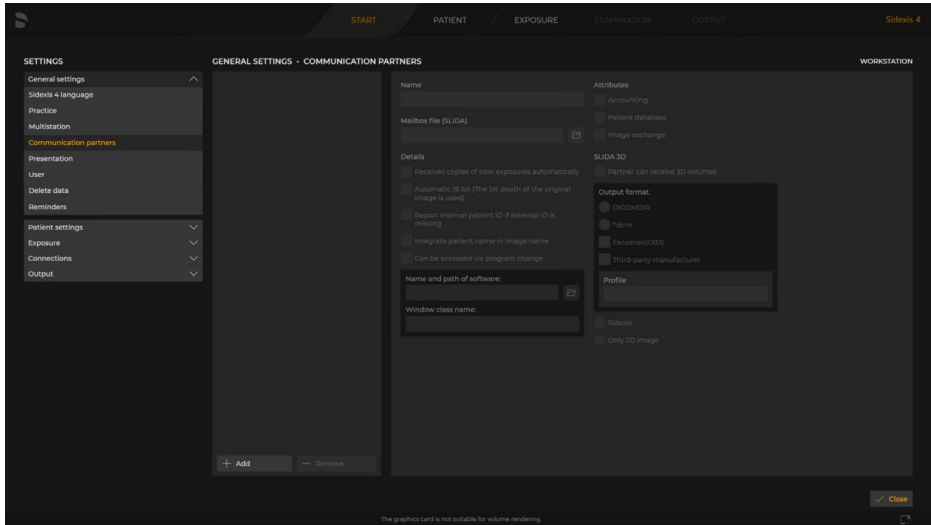 START
PATIENT
EXPOSURE
EXAMINATION
OUTPUT
Sidexis 4
SETTINGS
GENERAL SETTINGS - COMMUNICATION PARTNERS
WORKSTATION
General settings
Sidexis 4 language
Practice
Multistation
Communication partners
Presentation
User
Delete data
Reminders
Patient settings
Exposure
Connections
Output
Add
Remove
Name
Mailbox file (SLIDA)
Details
Receives copies of new exposures automatically
Automatic 16 bit (The bit depth of the original
image is used)
Report internal patient ID if external ID is
missing
Integrate patient name in image name
Can be accessed via program change
Name and path of software:
Window class name:
Attributes
Accounting
Patient database
Image exchange
SLIDA 3D
Partner can receive 3D volumes
Output format
DICOMDIR
*.dcm
Facescan(OBJ)
Third-party manufacturer
Profile
Sidexis
Only 2D image
Close
The graphics card is not suitable for volume rendering.